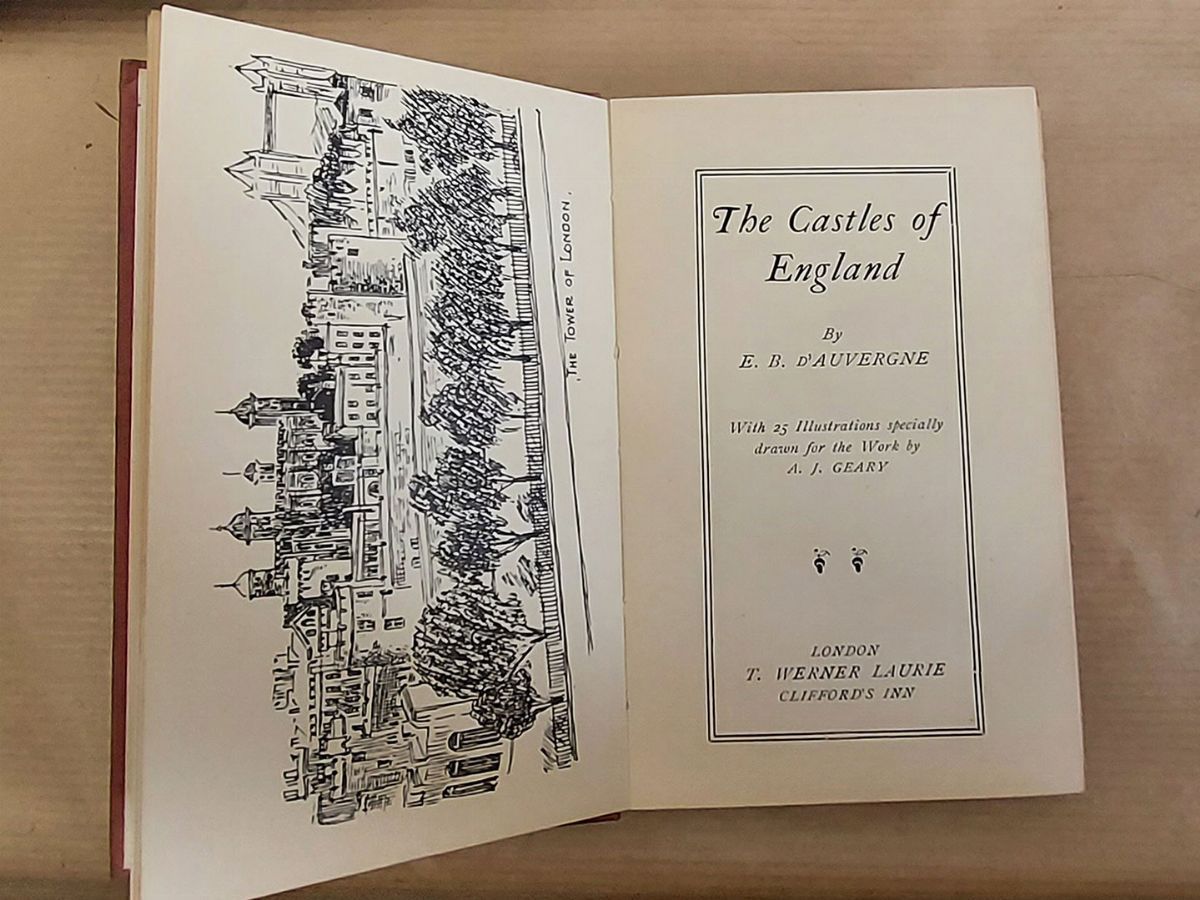 THE TOWER OF LONDON.
The Castles of
England
By
E. B. D'AUVERGNE
With 25 Illustrations specially
drawn for the Work by
A. J. GEARY
LONDON
T. WERNER LAURIE
CLIFFORD'S INN